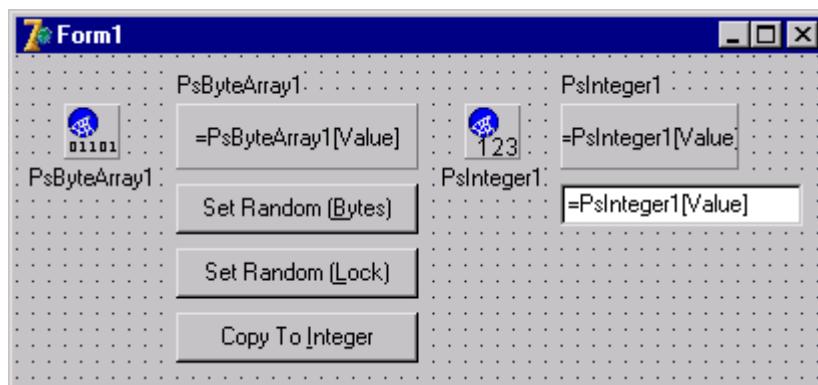 Form1
PsByteArray1
PsInteger1
01101
=PsByteArray1[Value]
123
=PsInteger1[Value]
PsByteArray1
PsInteger1
Set Random (Bytes)
=PsInteger1[Value]
Set Random (Lock)
Copy To Integer